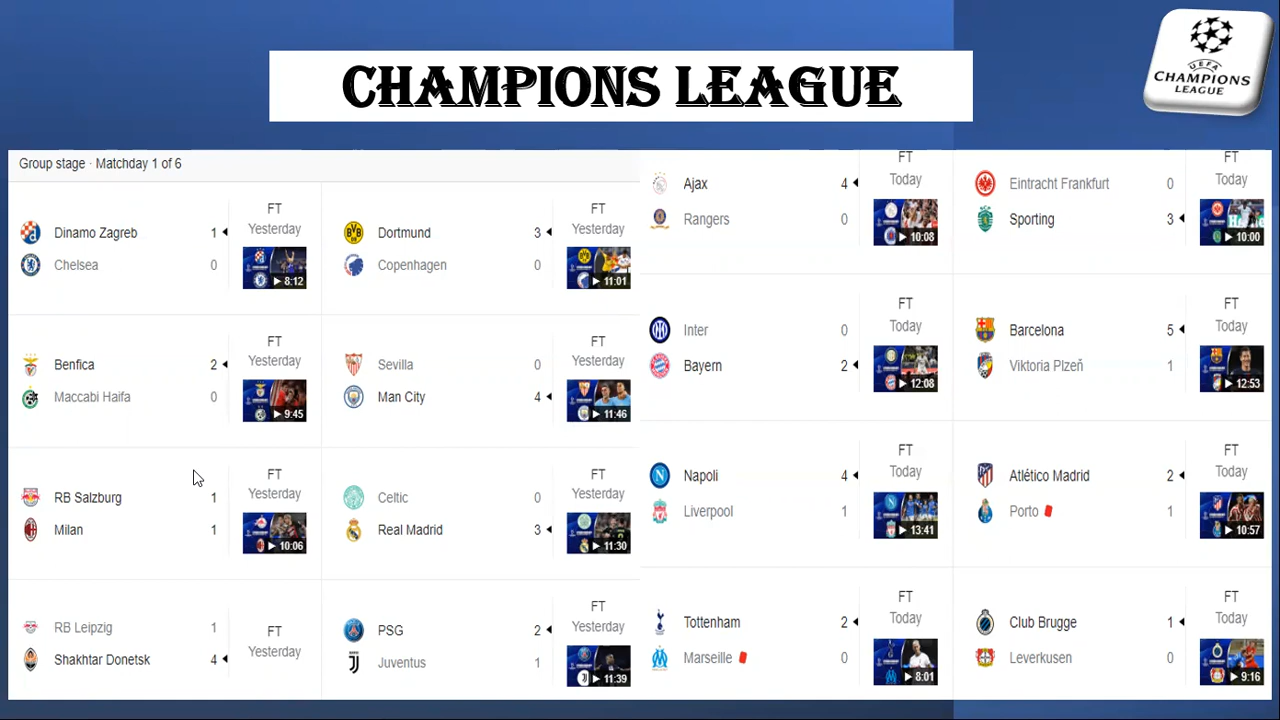 CHAMPIONS LEAGUE
UEFA
CHAMPIONS
LEAGUE
Group stage · Matchday 1 of 6
Dinamo Zagreb 1
Chelsea 0
FT
Yesterday
8:12
Dortmund 3
Copenhagen 0
FT
Yesterday
11:01
Benfica 2
Maccabi Haifa 0
FT
Yesterday
9:45
Sevilla 0
Man City 4
FT
Yesterday
11:46
RB Salzburg 1
Milan 1
FT
Yesterday
10:06
Celtic 0
Real Madrid 3
FT
Yesterday
11:30
RB Leipzig 1
Shakhtar Donetsk 4
FT
Yesterday
PSG 2
Juventus 1
FT
Yesterday
11:39
Ajax 4
Rangers 0
FT
Today
10:08
Eintracht Frankfurt 0
Sporting 3
FT
Today
10:00
Inter 0
Bayern 2
FT
Today
12:08
Barcelona 5
Viktoria Plzeň 1
FT
Today
12:53
Napoli 4
Liverpool 1
FT
Today
13:41
Atlético Madrid 2
Porto 1
FT
Today
10:57
Tottenham 2
Marseille 0
FT
Today
8:01
Club Brugge 1
Leverkusen 0
FT
Today
9:16